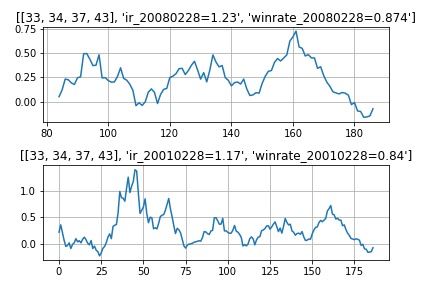 [[33, 34, 37, 43], 'ir_20080228=1.23', 'winrate_20080228=0.874']
0.75
0.50
0.25
0.00
80 100 120 140 160 180
[[33, 34, 37, 43], 'ir_20010228=1.17', 'winrate_20010228=0.84']
1.0
0.5
0.0
0 25 50 75 100 125 150 175